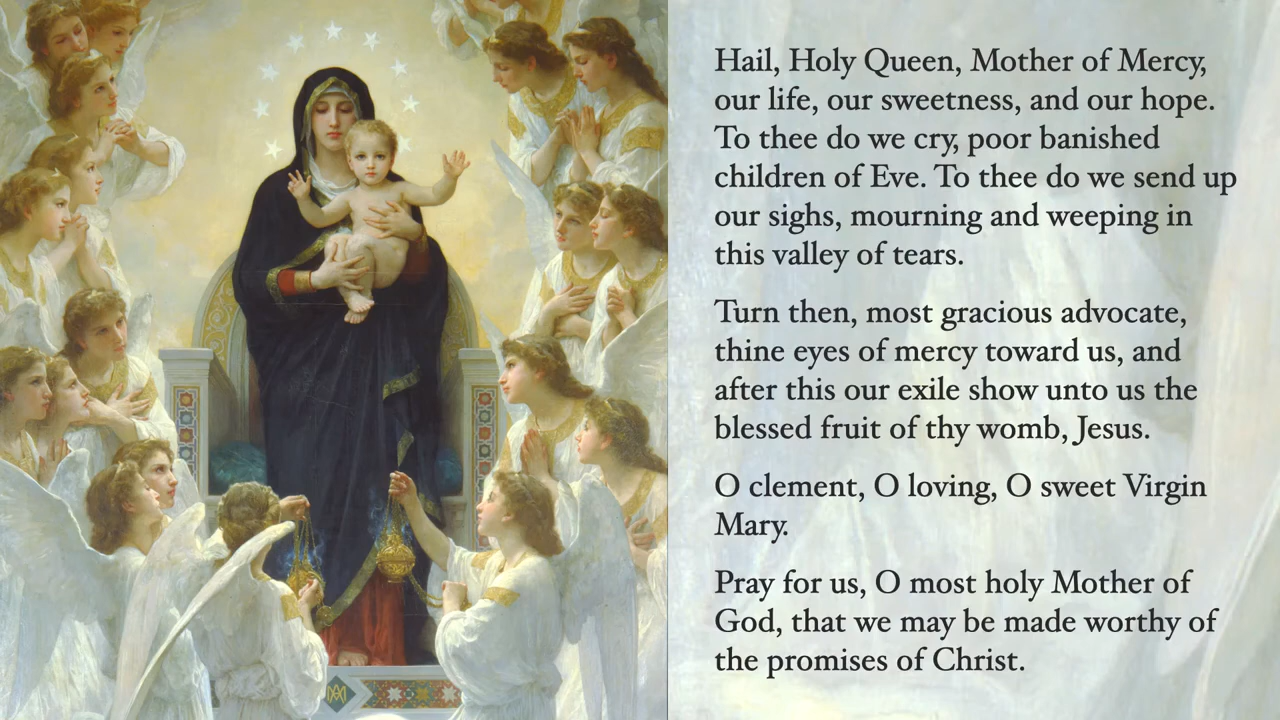 Hail, Holy Queen, Mother of Mercy,
our life, our sweetness, and our hope.
To thee do we cry, poor banished
children of Eve. To thee do we send up
our sighs, mourning and weeping in
this valley of tears.
Turn then, most gracious advocate,
thine eyes of mercy toward us, and
after this our exile show unto us the
blessed fruit of thy womb, Jesus.
O clement, O loving, O sweet Virgin
Mary.
Pray for us, O most holy Mother of
God, that we may be made worthy of
the promises of Christ.